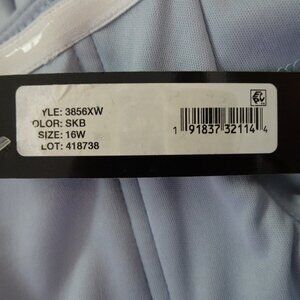 YLE: 3856XW
OLOR: SKB
SIZE: 16W
LOT: 418738
1 91837 32114 4